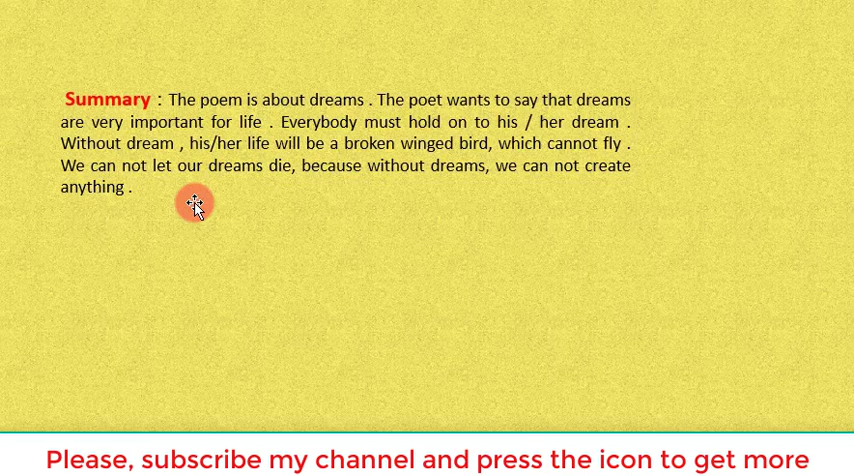 Summary : The poem is about dreams . The poet wants to say that dreams
are very important for life . Everybody must hold on to his / her dream .
Without dream , his/her life will be a broken winged bird, which cannot fly .
We can not let our dreams die, because without dreams, we can not create
anything .
Please, subscribe my channel and press the icon to get more